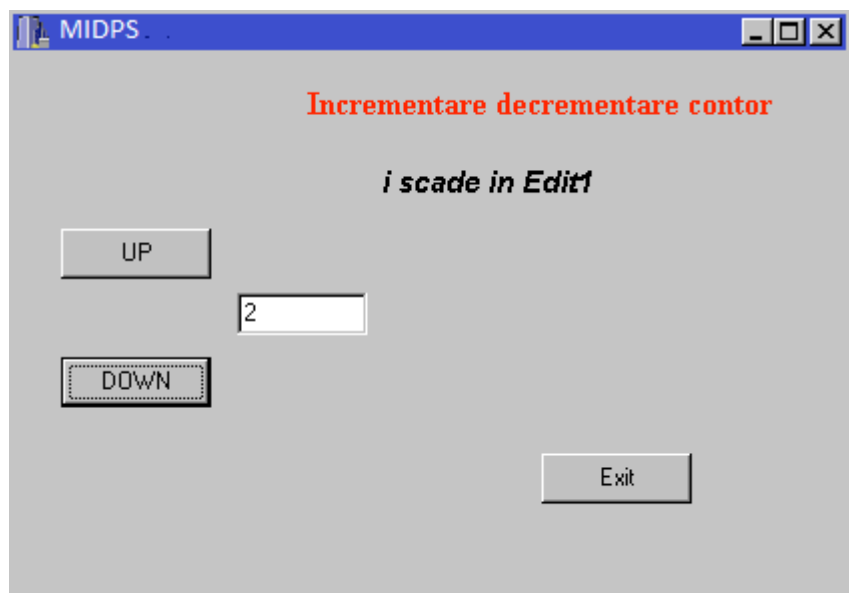 MIDPS . .
Incrementare decrementare contor
i scade in Edit1
UP
2
DOWN
Exit